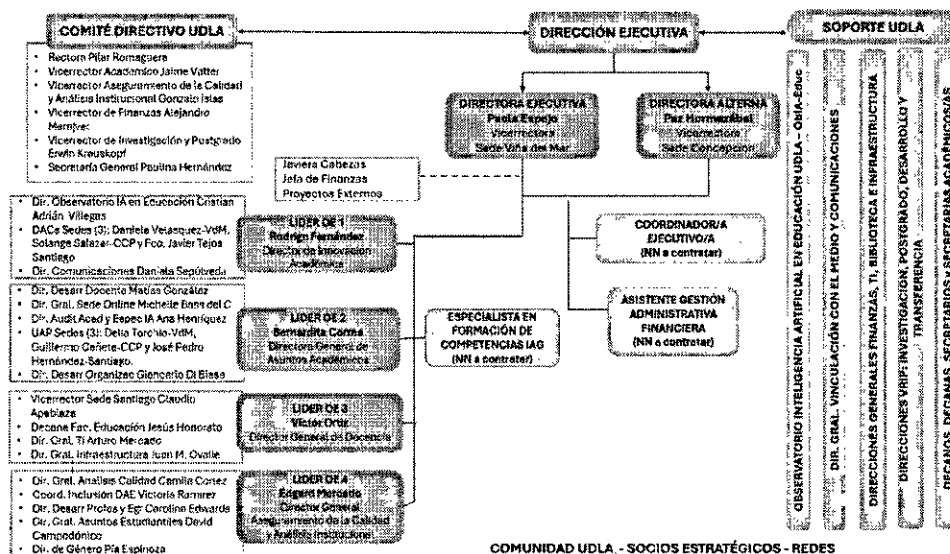 COMITÉ DIRECTIVO UDLA
DIRECCIÓN EJECUTIVA
SOPORTE UDLA
• Rectora Pilar Romaguera
• Vicerrector Académico Jaime Vatter
• Vicerrector Aseguramiento de la Calidad
y Análisis Institucional Gonzalo Islas
• Vicerrector de Finanzas Alejandro
• Vicerrector de Investigación y Postgrado
Erwin Krauskopf
• Secretaria General Paulina Hernández
DIRECTORA EJECUTIVA
Paola Espejo
Vicerrectora
Sede Viña del Mar
DIRECTORA ALTERNA
Paz Hormazábal
Vicerrectora
Sede Concepción
Javiera Cabezas
Jefa de Finanzas
Proyectos Externos
• Dir. Observatorio IA en Educación Cristian
Adrián Villegas
• DACs Sedes (3): Daniela Velasquez-VdM,
Solange Salazar-CCP y Fco. Javier Tejos
Santiago
• Dir. Comunicaciones Daniela Sepúlveda
LIDER OE 1
Rodrigo Fernández
Director de Innovación
Académica
COORDINADOR/A
EJECUTIVO/A
(NN a contratar)
• Dir. Desarr Docente Matías González
• Dir. Gral. Sede Online Michelle Bass del C
• Dir. Audit Acad y Espec IA Ana Henríquez
• UAP Sedes (3): Delia Torchio-VdM,
Guillermo Cañete-CCP y José Pedro
Hernández-Santiago.
• Dir. Desarr Organizac Giancarlo Di Biase
LIDER OE 2
Bernardita Correa
Directora General de
Asuntos Académicos
ESPECIALISTA EN
FORMACIÓN DE
COMPETENCIAS IAG
(NN a contratar)
ASISTENTE GESTIÓN
ADMINISTRATIVA
FINANCIERA
(NN a contratar)
• Vicerrector Sede Santiago Claudio
Apablaza
• Decano Fac. Educación Jesús Honorato
• Dir. Gral. TI Arturo Mercado
• Dir. Gral. Infraestructura Juan M. Ovalle
LIDER OE 3
Víctor Ortiz
Director General de Docencia
• Dir. Gral. Analisis Calidad Camila Cortez
• Coord. Inclusión DAE Victoria Ramirez
• Dir. Desarr Profes y Egr Carolina Edwards
• Dir. Gral. Asuntos Estudiantiles David
Campodónico
• Dir. de Género Pía Espinoza
LIDER OE 4
Edgard Mercado
Director General
Aseguramiento de la Calidad
y Análisis Institucional
OBSERVATORIO INTELIGENCIA ARTIFICIAL EN EDUCACIÓN UDLA - ObIA-Educ
DIR. GRAL. VINCULACIÓN CON EL MEDIO Y COMUNICACIONES
DIRECCIONES GENERALES FINANZAS, TI, BIBLIOTECA E INFRAESTRUCTURA
DIRECCIONES VRIP: INVESTIGACIÓN, POSTGRADO, DESARROLLO Y
TRANSFERENCIA
DECANOS, DECANAS, SECRETARIOS, SECRETARIAS ACADÉMICOS/AS
COMUNIDAD UDLA - SOCIOS ESTRATÉGICOS - REDES